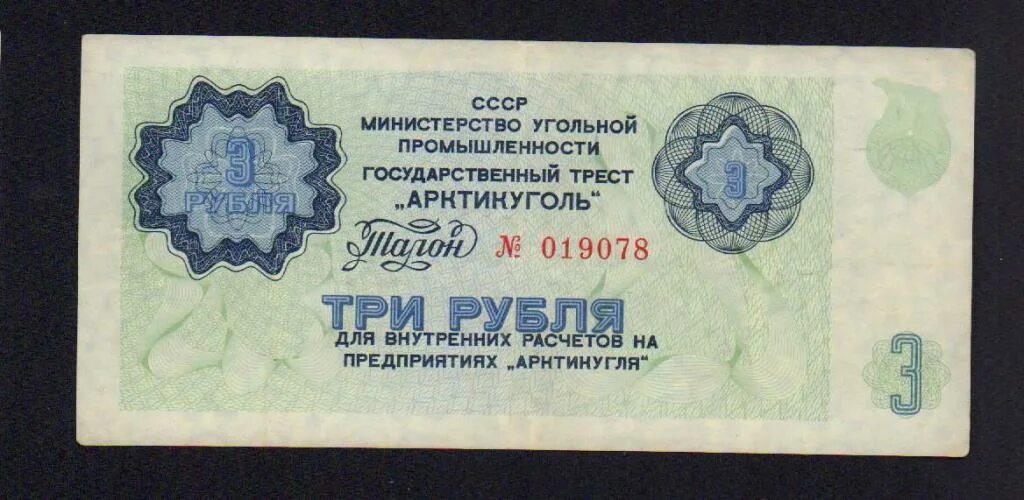 СССР
МИНИСТЕРСТВО УГОЛЬНОЙ
ПРОМЫШЛЕННОСТИ
ГОСУДАРСТВЕННЫЙ ТРЕСТ
„АРКТИКУГОЛЬ"
Талон № 019078
3
РУБЛЯ
3
ТРИ РУБЛЯ
ДЛЯ ВНУТРЕННИХ РАСЧЕТОВ НА
ПРЕДПРИЯТИЯХ „АРКТИКУГЛЯ"
3